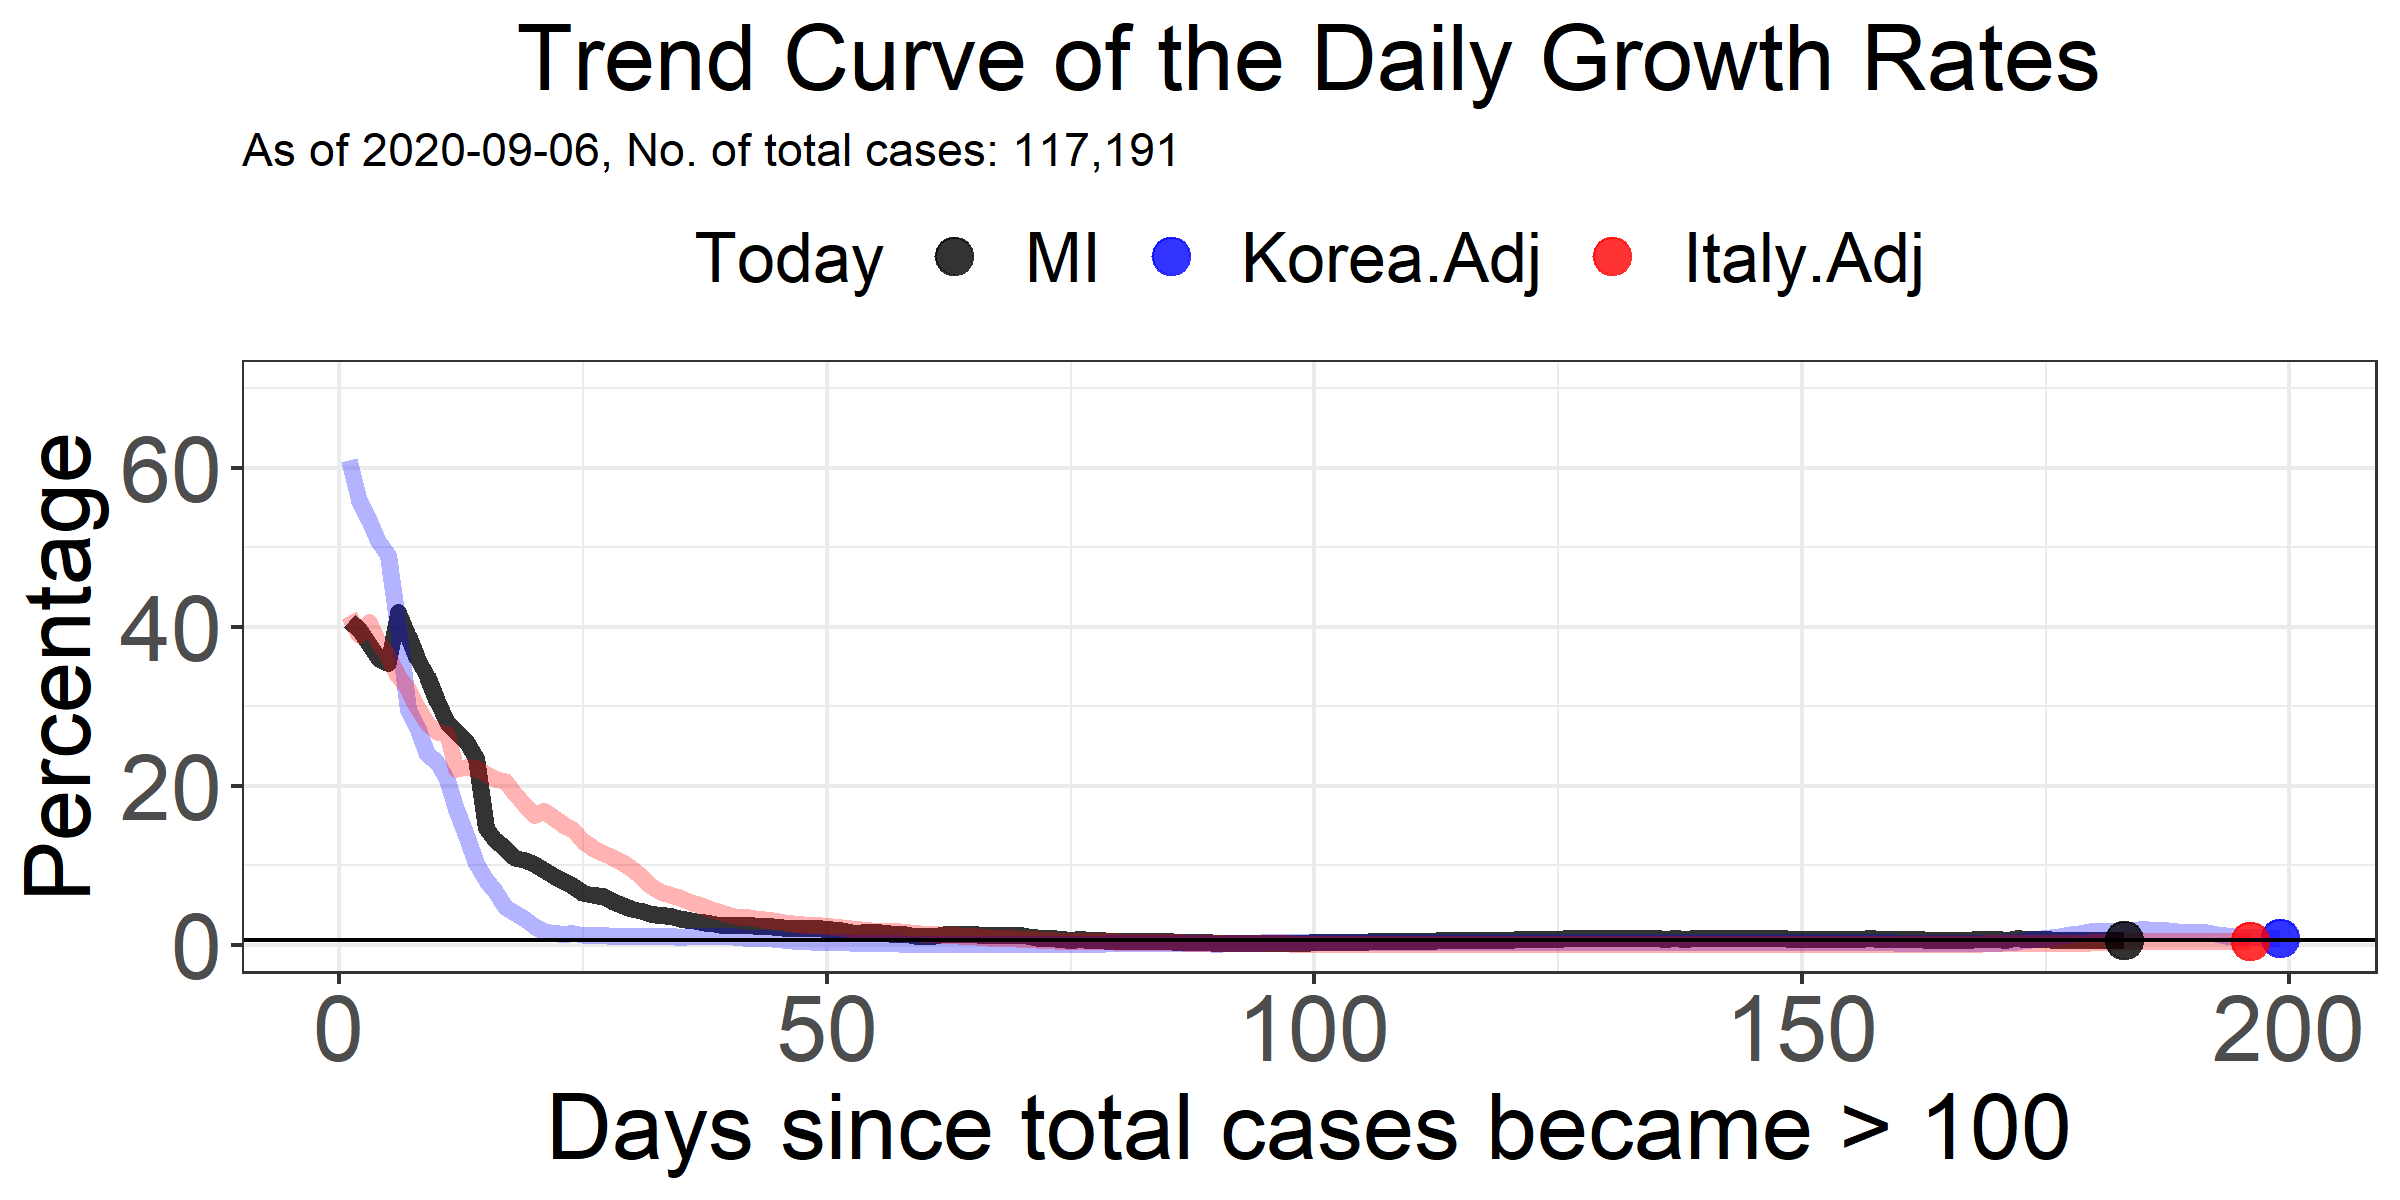 Trend Curve of the Daily Growth Rates
As of 2020-09-06, No. of total cases: 117,191
Today MI Korea.Adj Italy.Adj
Percentage
60
40
20
0
0 50 100 150 200
Days since total cases became > 100